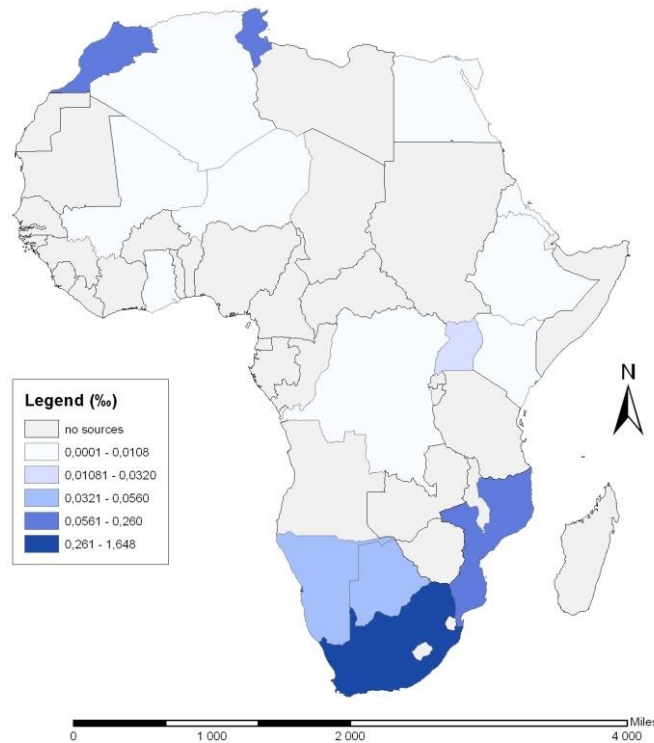 N
Legend (‰)
no sources
0,0001 - 0,0108
0,01081 - 0,0320
0,0321 - 0,0560
0,0561 - 0,260
0,261 - 1,648
Miles
0 1 000 2 000 4 000